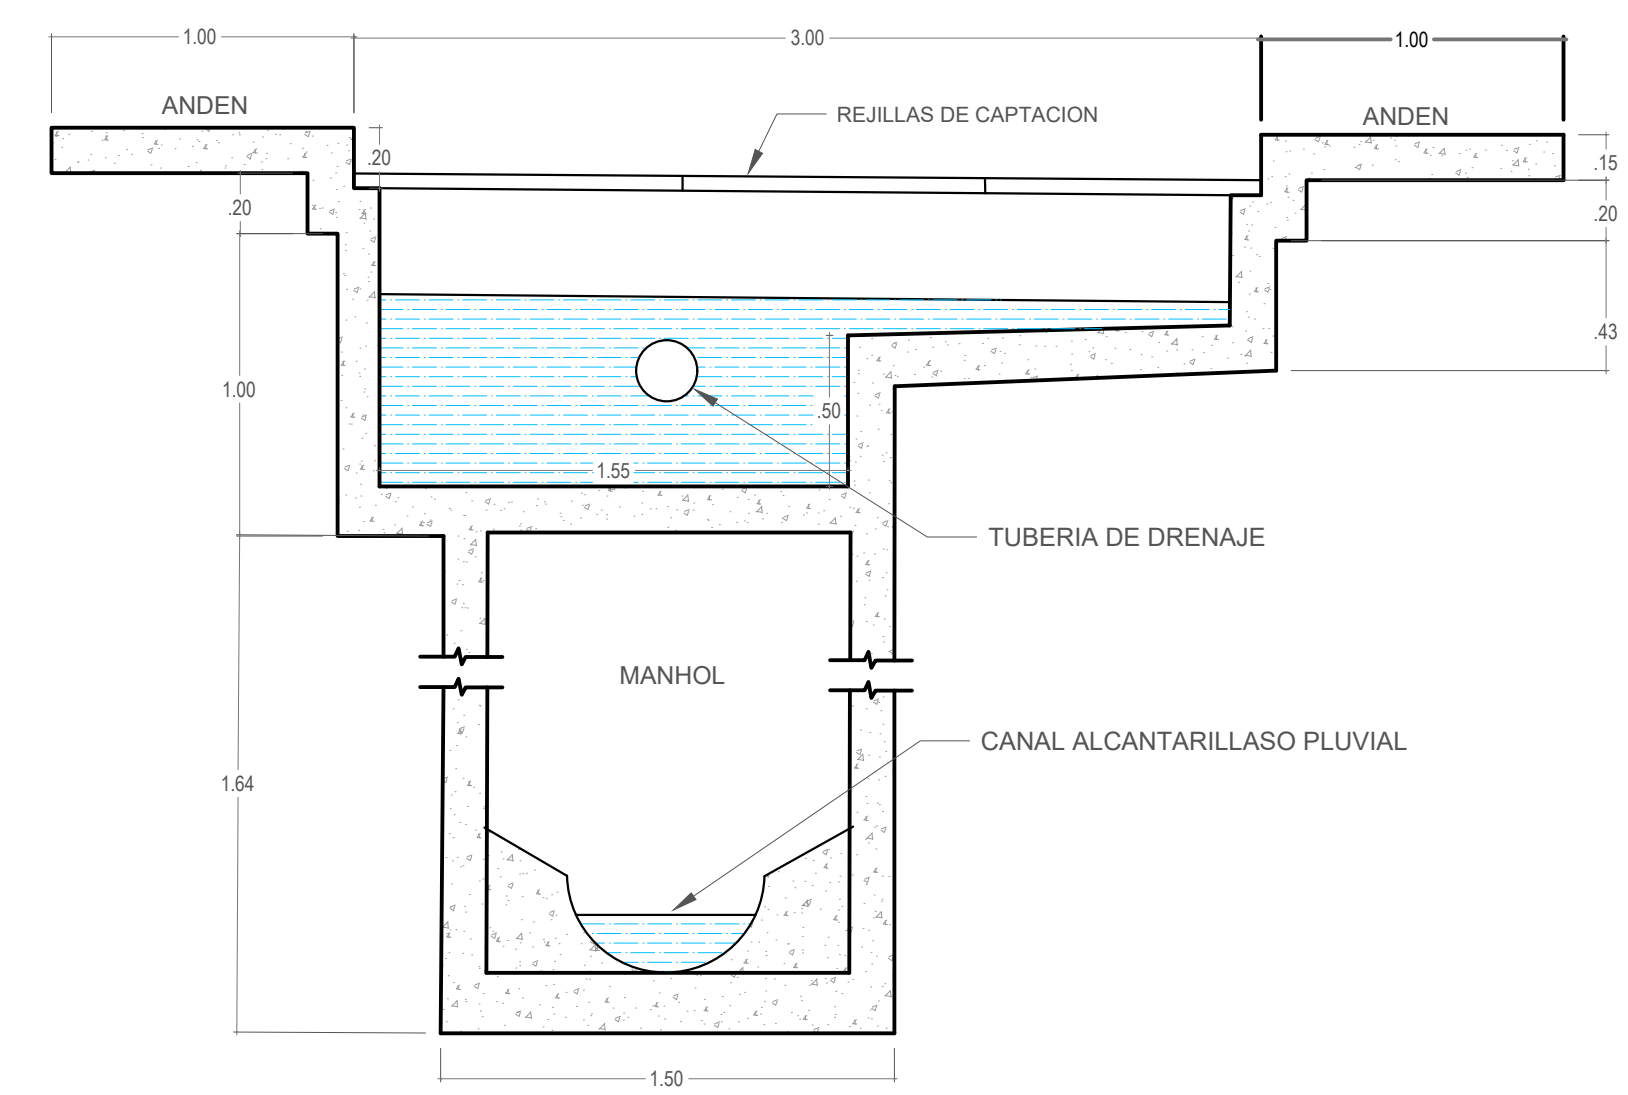 1.00
3.00
1.00
ANDEN
REJILLAS DE CAPTACION
ANDEN
.20
.15
.20
.20
.43
1.00
.50
1.55
TUBERIA DE DRENAJE
MANHOL
CANAL ALCANTARILLASO PLUVIAL
1.64
1.50